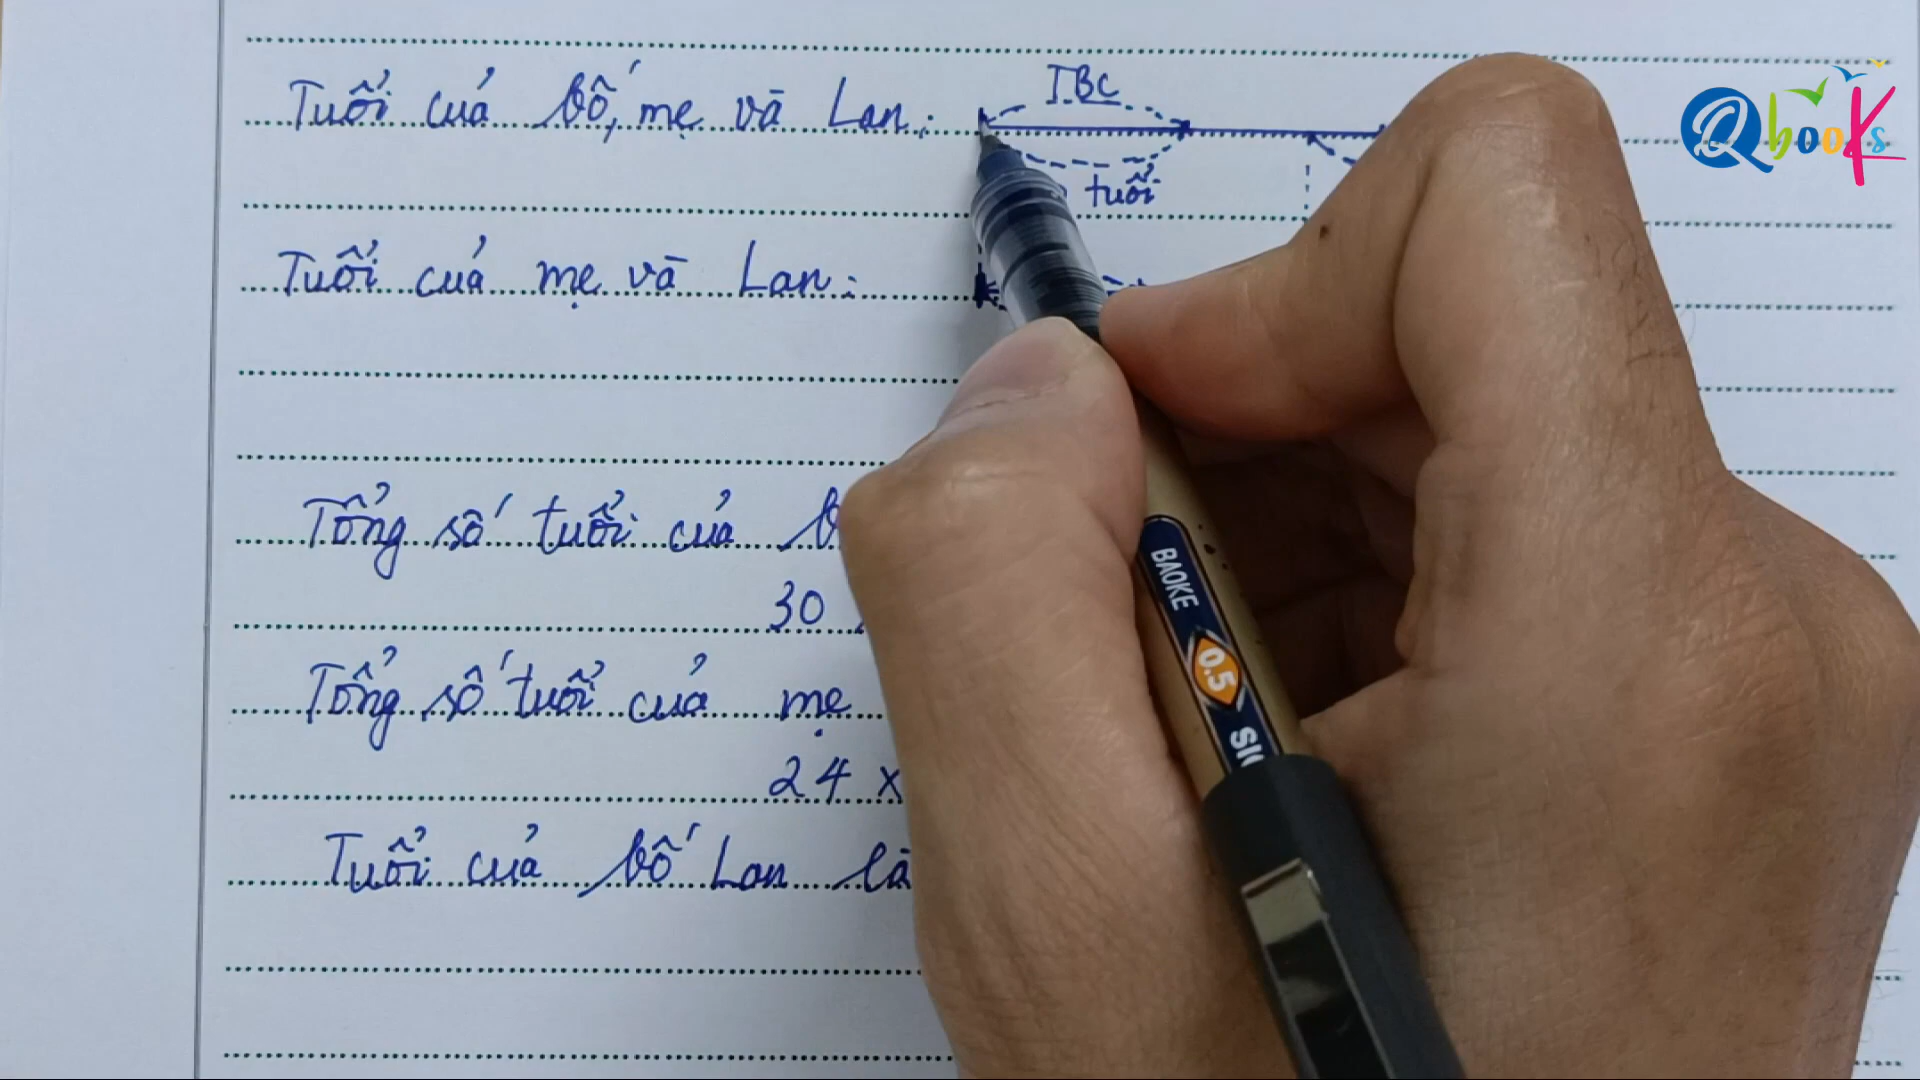 TBC
Tuổi của bố, mẹ và Lan:
tuổi
Tuổi của mẹ và Lan:
Tổng số tuổi của
30
Tổng số tuổi của mẹ
24 x
Tuổi của bố Lan là
Qbooks
BAOKE 0.5